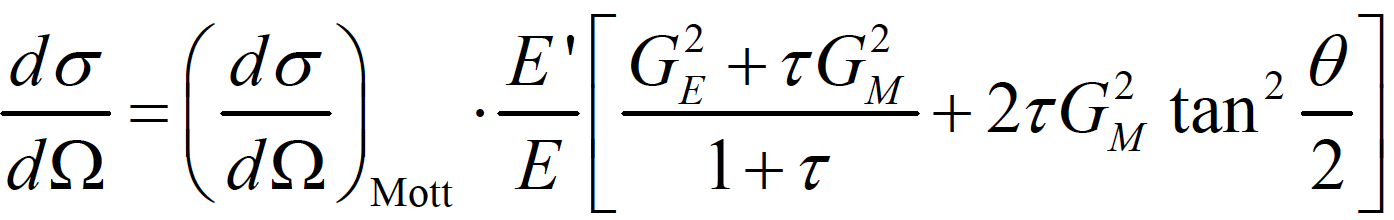 dσ/dΩ = (dσ/dΩ)_Mott · E'/E [ (G_E^2 + τG_M^2)/(1 + τ) + 2τG_M^2 tan^2 θ/2 ]